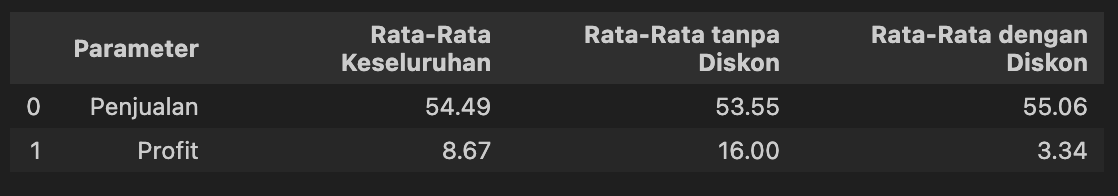 Parameter Rata-Rata Keseluruhan Rata-Rata tanpa Diskon Rata-Rata dengan Diskon
0 Penjualan 54.49 53.55 55.06
1 Profit 8.67 16.00 3.34